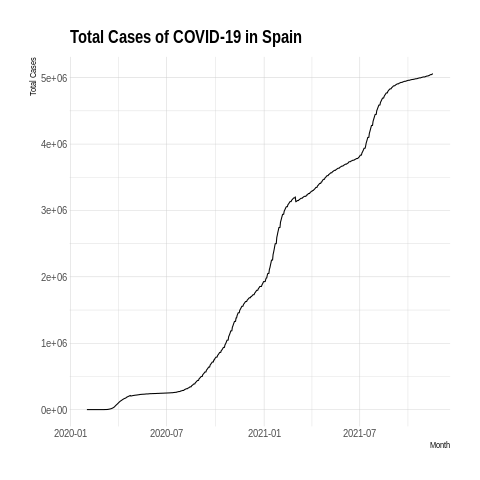 Total Cases of COVID-19 in Spain
Total Cases
5e+06
4e+06
3e+06
2e+06
1e+06
0e+00
2020-01 2020-07 2021-01 2021-07
Month